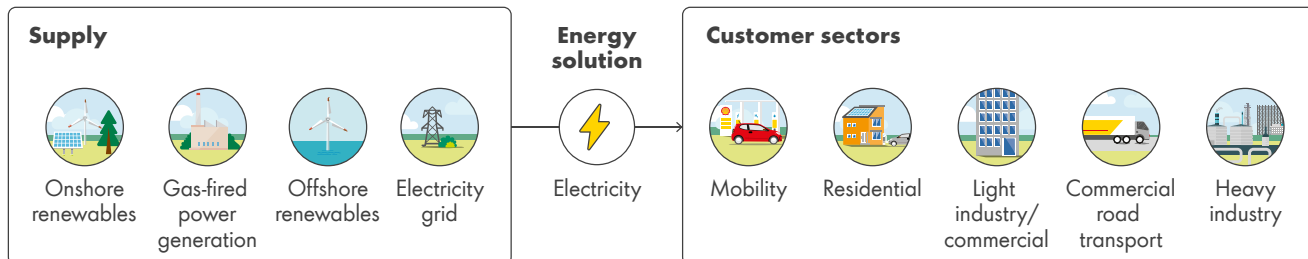 Supply
Onshore
renewables
Gas-fired
power
generation
Offshore
renewables
Electricity
grid
Energy
solution
Electricity
Customer sectors
Mobility
Residential
Light
industry/
commercial
Commercial
road
transport
Heavy
industry